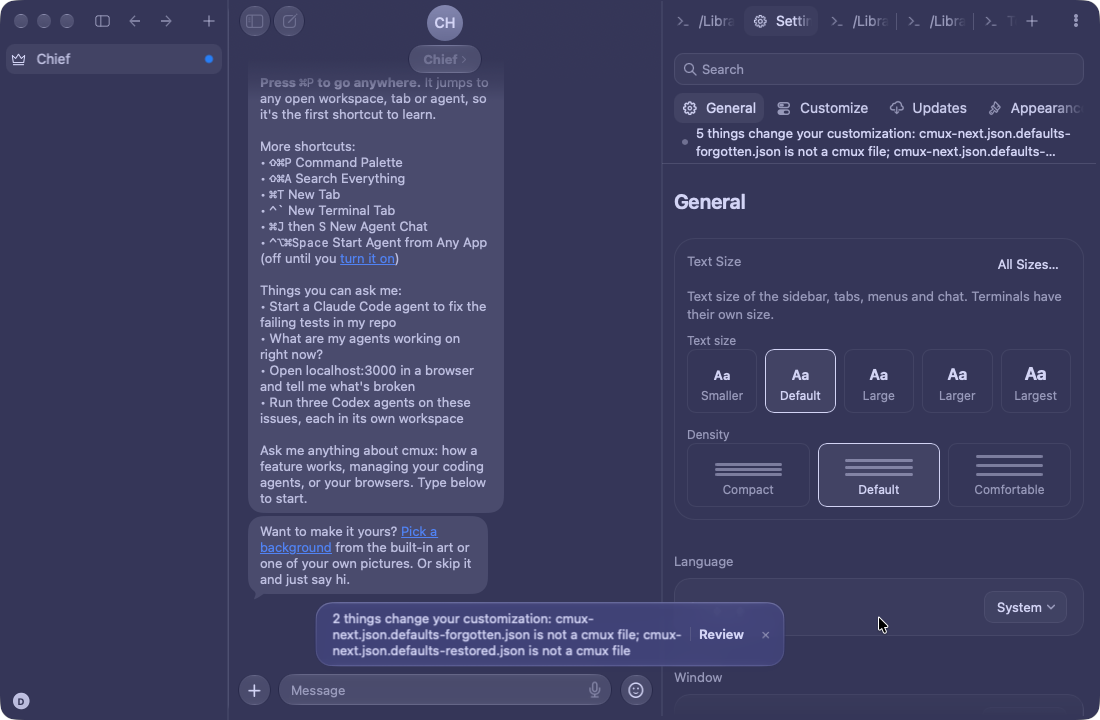 Chief
D
CH
Chief ›
Press ⌘P to go anywhere. It jumps to
any open workspace, tab or agent, so
it's the first shortcut to learn.
More shortcuts:
• ⇧⌘P Command Palette
• ⇧⌘A Search Everything
• ⌘T New Tab
• ^` New Terminal Tab
• ⌘J then S New Agent Chat
• ^⌥⌘Space Start Agent from Any App
(off until you turn it on)
Things you can ask me:
• Start a Claude Code agent to fix the
failing tests in my repo
• What are my agents working on
right now?
• Open localhost:3000 in a browser
and tell me what's broken
• Run three Codex agents on these
issues, each in its own workspace
Ask me anything about cmux: how a
feature works, managing your coding
agents, or your browsers. Type below
to start.
Want to make it yours? Pick a
background from the built-in art or
one of your own pictures. Or skip it
and just say hi.
2 things change your customization: cmux-
next.json.defaults-forgotten.json is not a cmux file; cmux-
next.json.defaults-restored.json is not a cmux file
Review
Message
/Libra
Settin
/Libra
/Libra
T
Search
General
Customize
Updates
Appearanc
5 things change your customization: cmux-next.json.defaults-
forgotten.json is not a cmux file; cmux-next.json.defaults-...
General
Text Size
All Sizes...
Text size of the sidebar, tabs, menus and chat. Terminals have
their own size.
Text size
Aa Aa Aa Aa Aa
Smaller Default Large Larger Largest
Density
Compact Default Comfortable
Language
System
Window